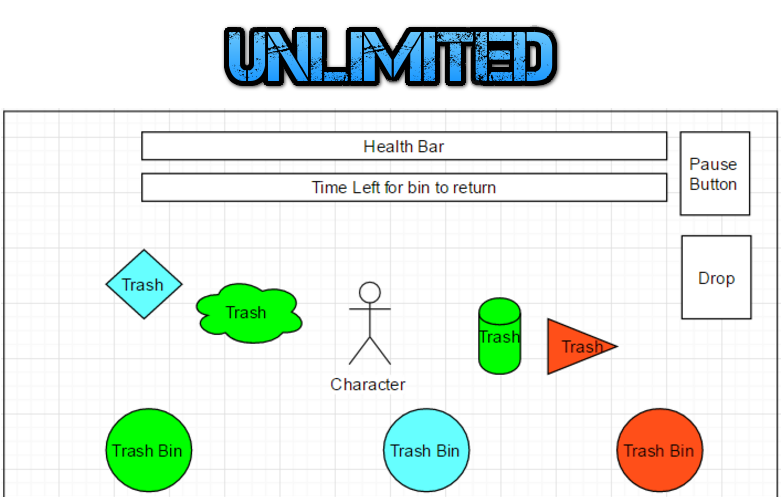 UNLIMITED
Health Bar
Time Left for bin to return
Pause
Button
Trash
Trash
Trash
Trash
Drop
Character
Trash Bin
Trash Bin
Trash Bin